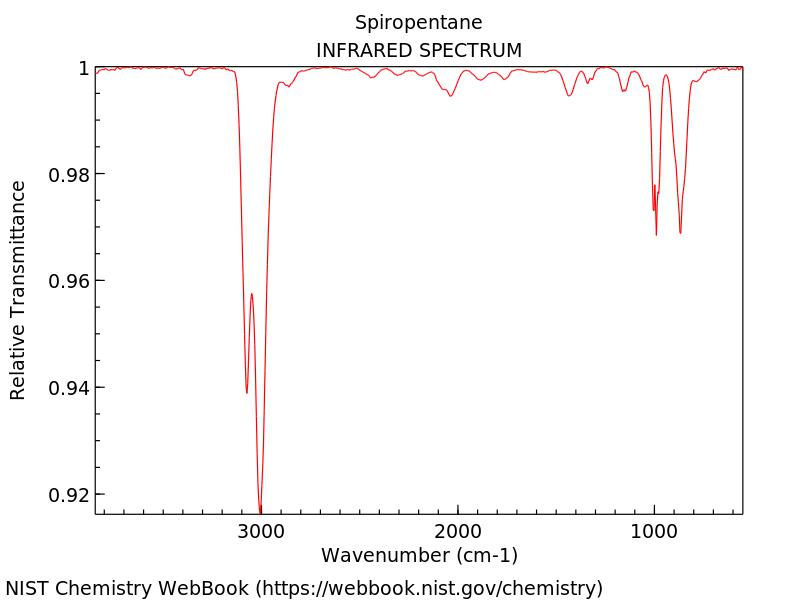 Spiropentane
INFRARED SPECTRUM
1
0.98
0.96
0.94
0.92
Relative Transmittance
3000 2000 1000
Wavenumber (cm-1)
NIST Chemistry WebBook (https://webbook.nist.gov/chemistry)